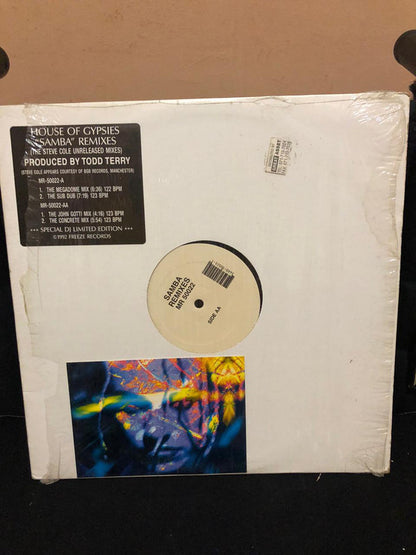 HOUSE OF GYPSIES
"SAMBA" REMIXES
(THE STEVE COLE UNRELEASED MIXES)
PRODUCED BY TODD TERRY
(STEVE COLE APPEARS COURTESY OF BGB RECORDS, MANCHESTER)
MR-50022-A
1. THE MEGADOME MIX (6:26) 122 BPM
2. THE SUB DUB (7:19) 123 BPM
MR-50022-AA
1. THE JOHN GOTTI MIX (4:16) 123 BPM
2. THE CONCRETE MIX (5:54) 123 BPM
*** SPECIAL DJ LIMITED EDITION ***
©1992 FREEZE RECORDS
SAMBA
REMIXES
MR 50022
SIDE AA